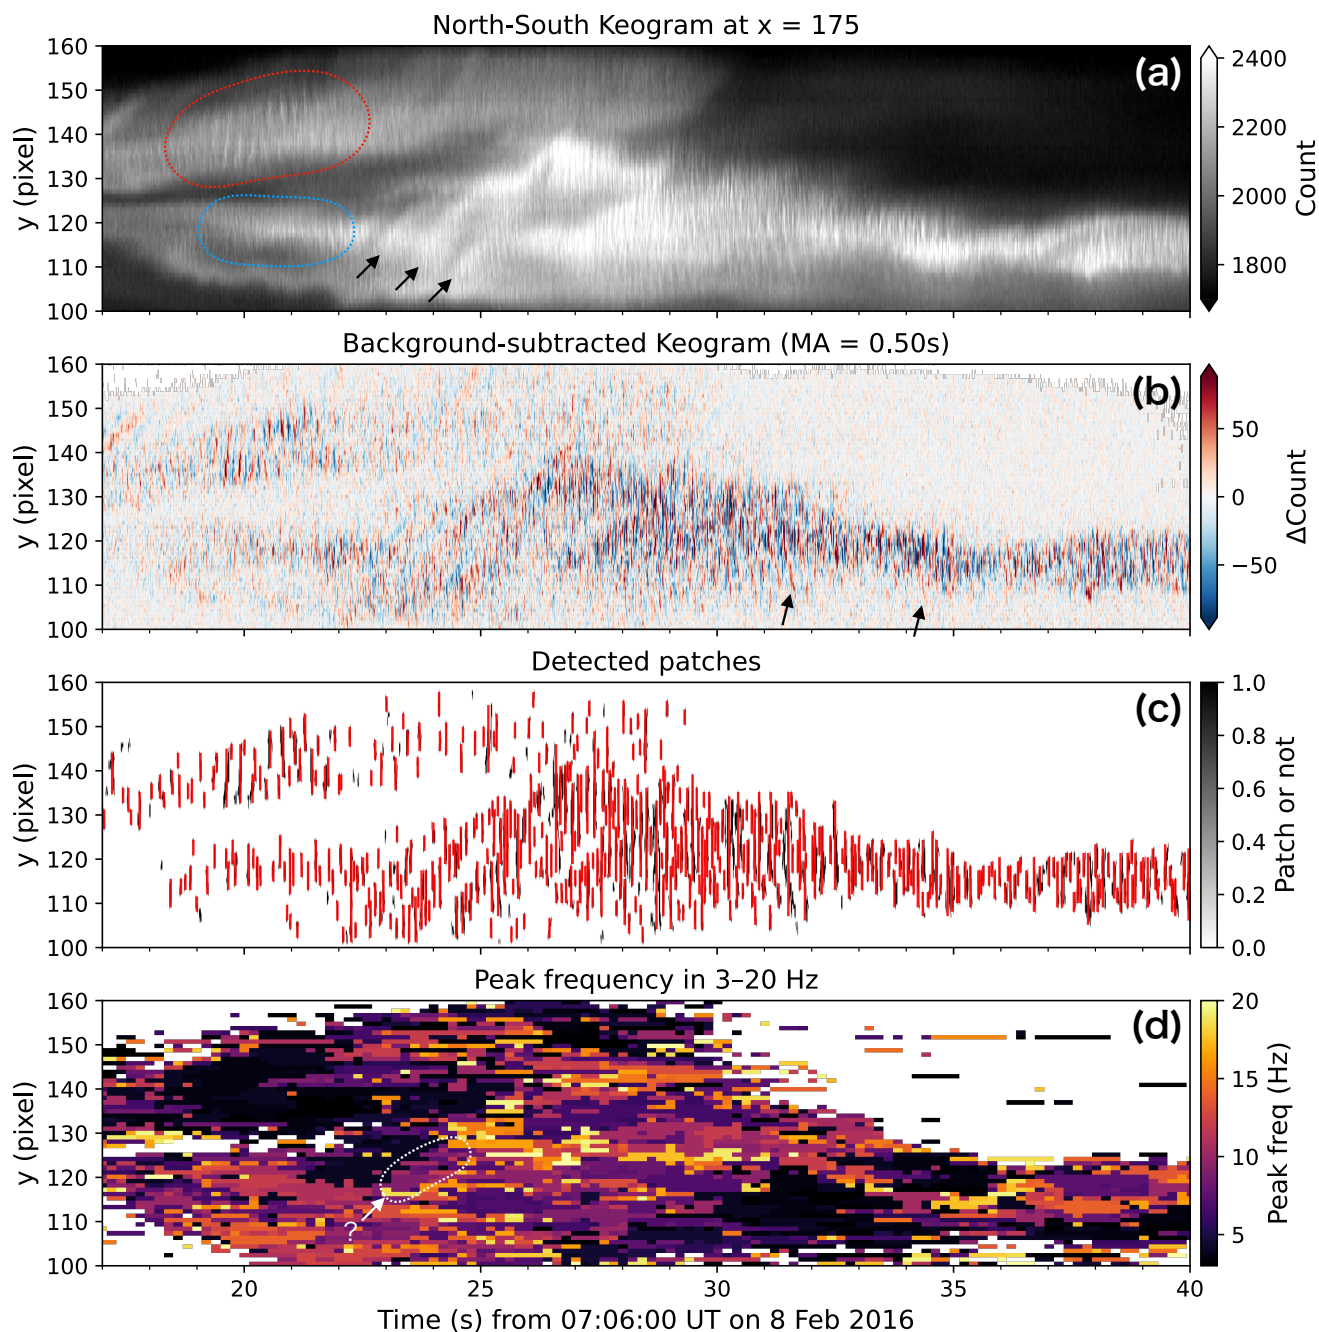 North-South Keogram at x = 175
(a)
160
150
140
130
120
110
100
y (pixel)
2400
2200
2000
1800
Count
Background-subtracted Keogram (MA = 0.50s)
(b)
160
150
140
130
120
110
100
y (pixel)
50
0
−50
ΔCount
Detected patches
(c)
160
150
140
130
120
110
100
y (pixel)
1.0
0.8
0.6
0.4
0.2
0.0
Patch or not
Peak frequency in 3–20 Hz
(d)
160
150
140
130
120
110
100
y (pixel)
?
20
15
10
5
Peak freq (Hz)
20 25 30 35 40
Time (s) from 07:06:00 UT on 8 Feb 2016